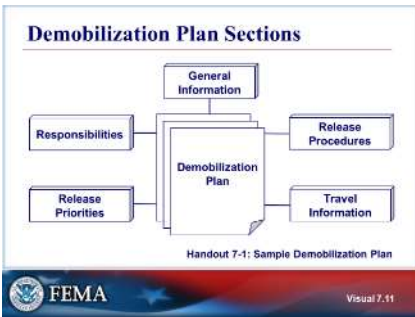 Demobilization Plan Sections
General
Information
Responsibilities
Release
Procedures
Demobilization
Plan
Release
Priorities
Travel
Information
Handout 7-1: Sample Demobilization Plan
FEMA
Visual 7.11